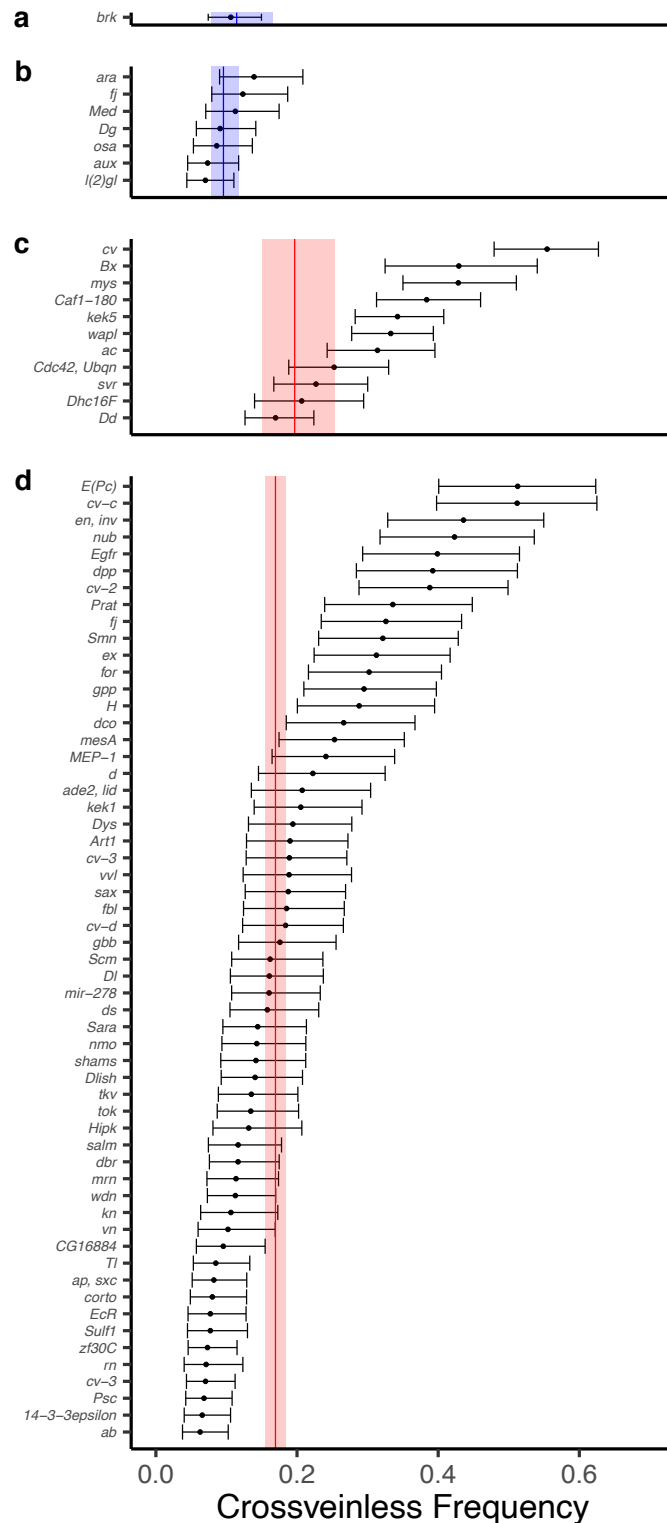 a
brk
b
ara
fj
Med
Dg
osa
aux
l(2)gl
c
cv
Bx
mys
Caf1−180
kek5
wapl
ac
Cdc42, Ubqn
svr
Dhc16F
Dd
d
E(Pc)
cv−c
en, inv
nub
Egfr
dpp
cv−2
Prat
fj
Smn
ex
for
gpp
H
dco
mesA
MEP−1
d
ade2, lid
kek1
Dys
Art1
cv−3
vvl
sax
fbl
cv−d
gbb
Scm
Dl
mir−278
ds
Sara
nmo
shams
Dlish
tkv
tok
Hipk
salm
dbr
mrn
wdn
kn
vn
CG16884
Tl
ap, sxc
corto
EcR
Sulf1
zf30C
rn
cv−3
Psc
14−3−3epsilon
ab
0.0 0.2 0.4 0.6
Crossveinless Frequency